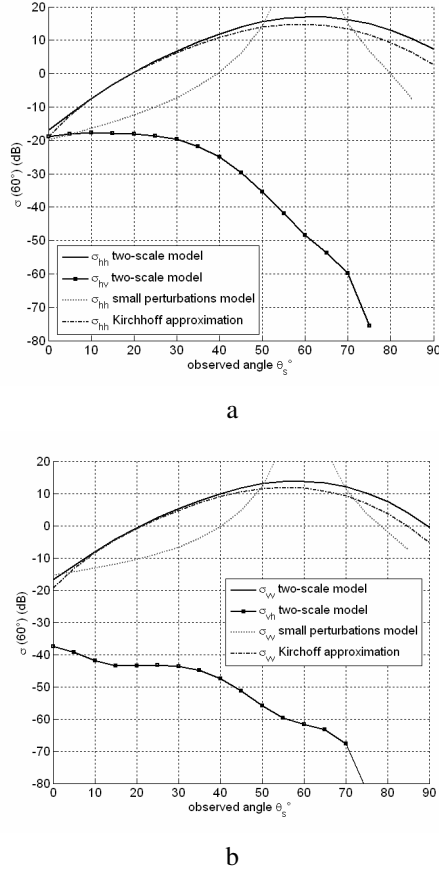 20
10
0
-10
-20
-30
-40
-50
-60
-70
-80
σ (60°) (dB)
σhh two-scale model
σhv two-scale model
σhh small perturbations model
σhh Kirchhoff approximation
0 10 20 30 40 50 60 70 80 90
observed angle θs°
a
20
10
0
-10
-20
-30
-40
-50
-60
-70
-80
σ (60°) (dB)
σvv two-scale model
σvh two-scale model
σvv small perturbations model
σvv Kirchoff approximation
0 10 20 30 40 50 60 70 80 90
observed angle θs°
b